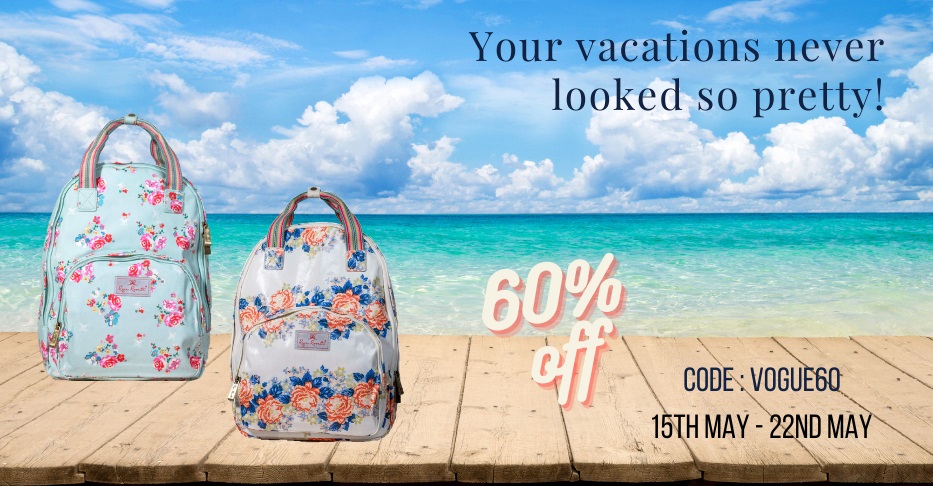 Your vacations never
looked so pretty!
60%
off
CODE : VOGUE60
15TH MAY - 22ND MAY